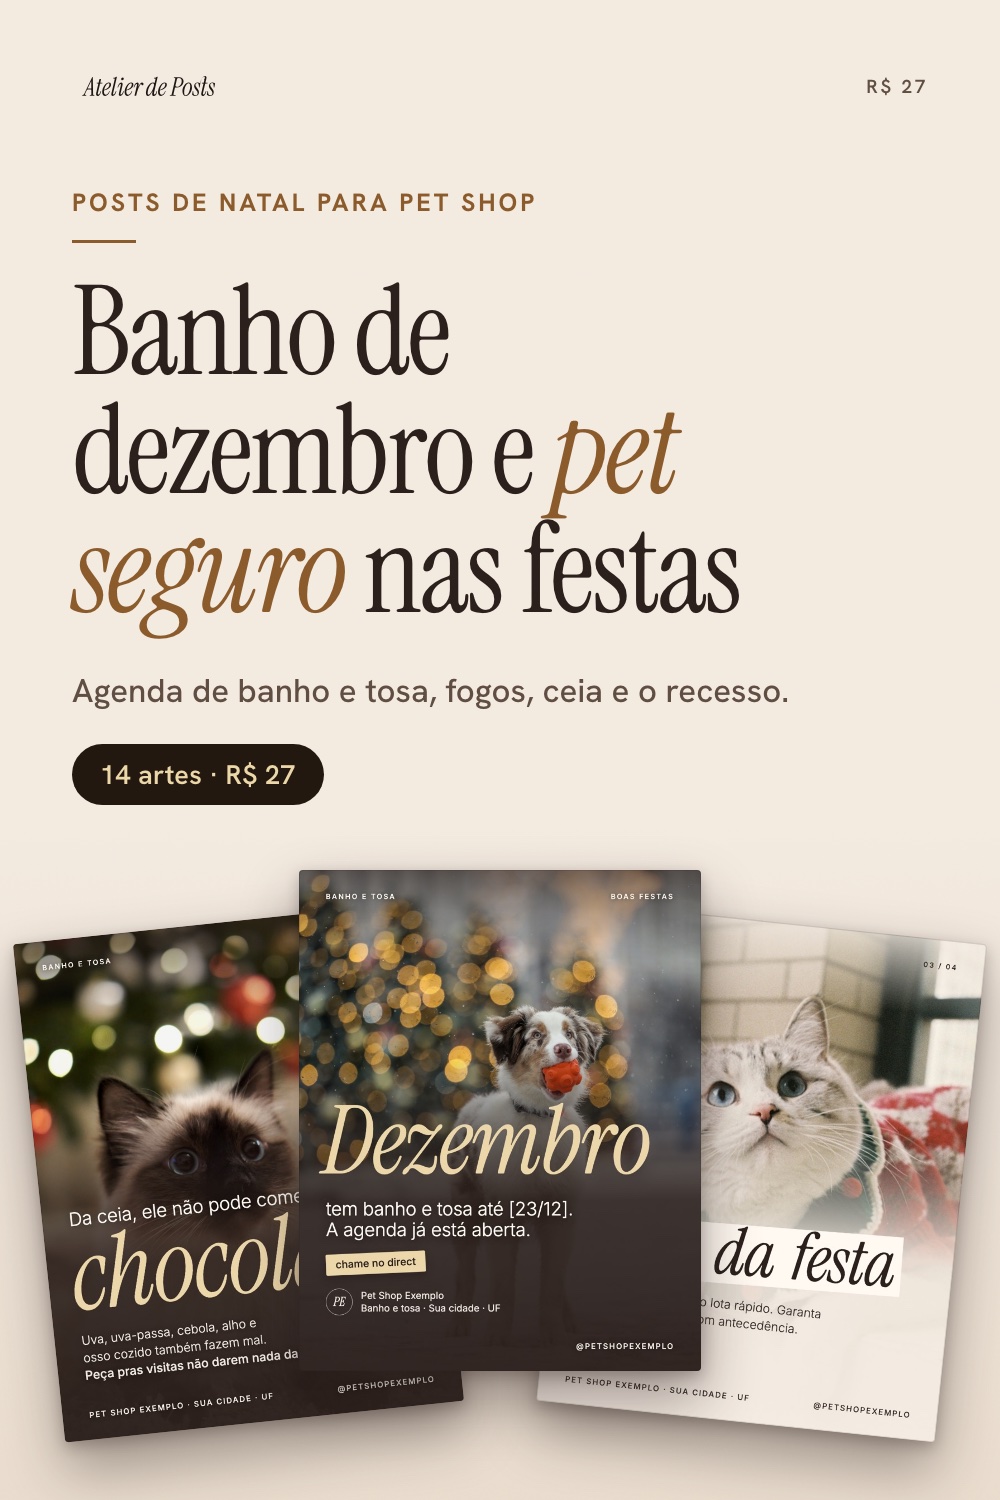 Atelier de Posts
R$ 27
POSTS DE NATAL PARA PET SHOP
Banho de
dezembro e pet
seguro nas festas
Agenda de banho e tosa, fogos, ceia e o recesso.
14 artes · R$ 27
BANHO E TOSA
Da ceia, ele não pode come
chocol
Uva, uva-passa, cebola, alho e
osso cozido também fazem mal.
Peça pras visitas não darem nada da
PET SHOP EXEMPLO · SUA CIDADE · UF
@PETSHOPEXEMPLO
BANHO E TOSA
BOAS FESTAS
Dezembro
tem banho e tosa até [23/12].
A agenda já está aberta.
chame no direct
PE
Pet Shop Exemplo
Banho e tosa · Sua cidade · UF
@PETSHOPEXEMPLO
03 / 04
da festa
o lota rápido. Garanta
om antecedência.
PET SHOP EXEMPLO · SUA CIDADE · UF
@PETSHOPEXEMPLO